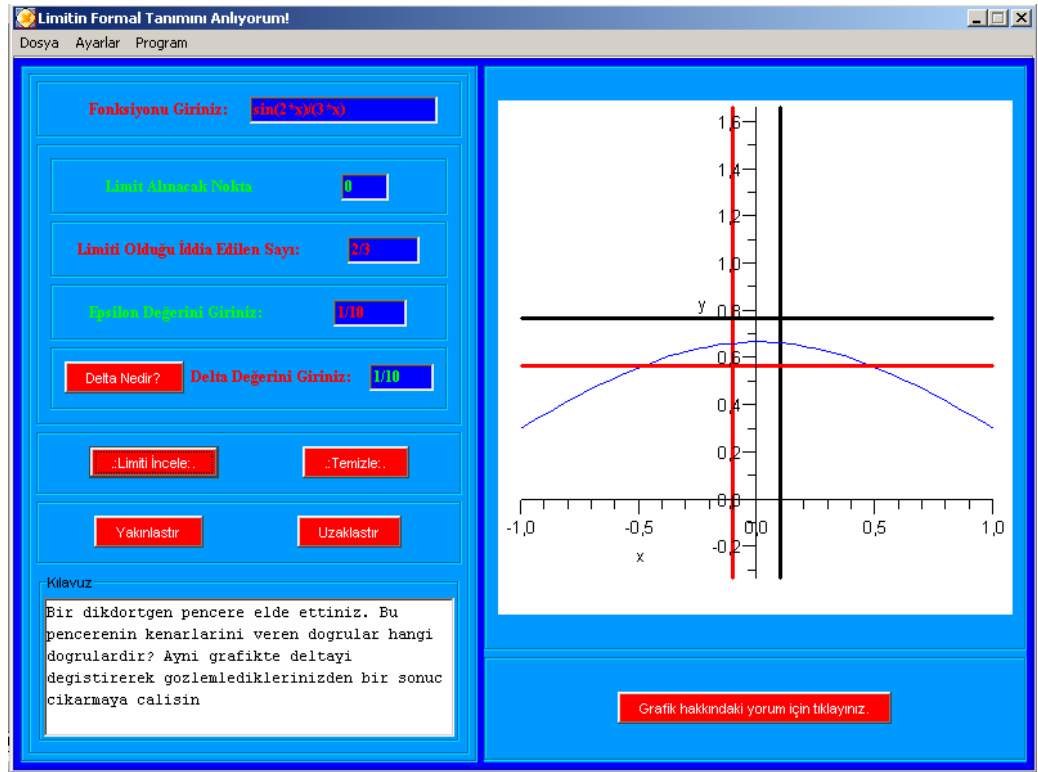 Limitin Formal Tanımını Anlıyorum!
Dosya Ayarlar Program
Fonksiyonu Giriniz: sin(2*x)/(3*x)
Limit Alınacak Nokta 0
Limiti Olduğu İddia Edilen Sayı: 2/3
Epsilon Değerini Giriniz: 1/10
Delta Nedir? Delta Değerini Giriniz: 1/10
.:Limiti İncele:. .:Temizle:.
Yakınlastır Uzaklastır
Kılavuz
Bir dikdortgen pencere elde ettiniz. Bu
pencerenin kenarlarini veren dogrular hangi
dogrulardir? Ayni grafikte deltayi
degistirerek gozlemlediklerinizden bir sonuc
cikarmaya calisin
1,6
1,4
1,2
1,0
y 0,8
0,6
0,4
0,2
0,0
-1,0 -0,5 0,0 0,5 1,0
-0,2
x
Grafik hakkındaki yorum için tıklayınız.